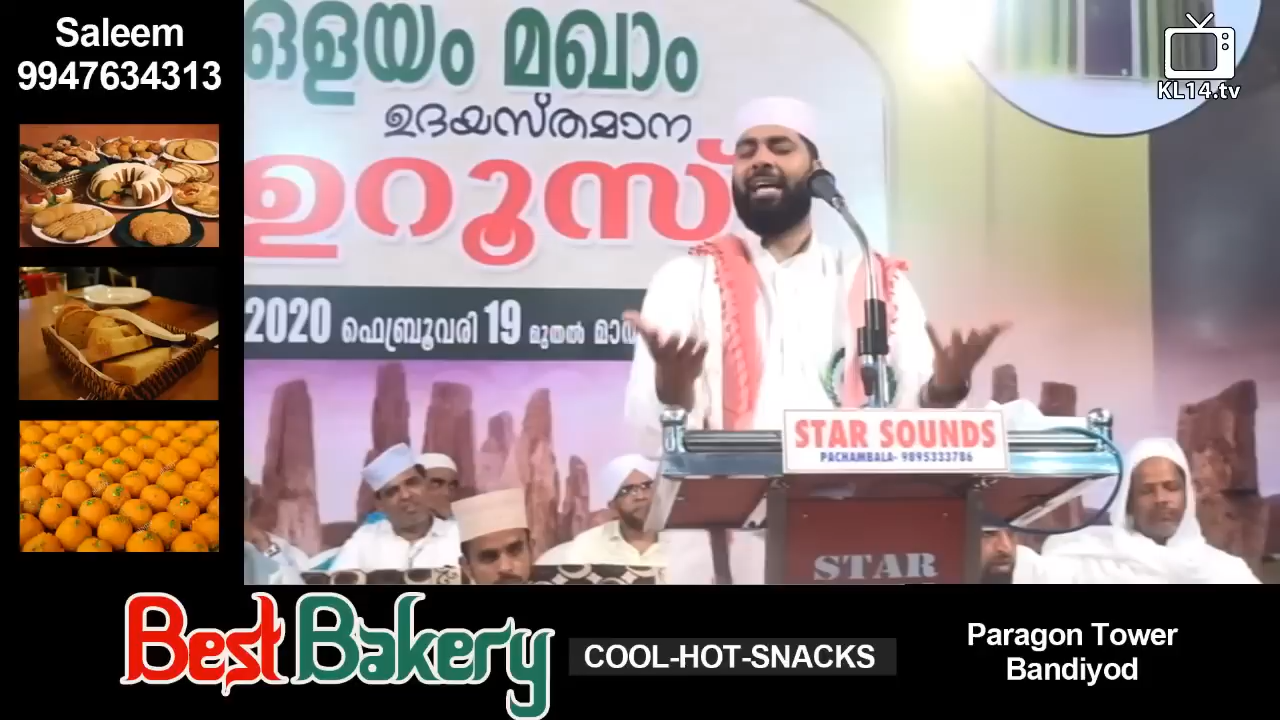 Saleem
9947634313
ഒളയം മഖാം
ഉദയസ്തമാന
ഉറൂസ്
2020 ഫെബ്രുവരി 19 മുതൽ
KL14.tv
STAR SOUNDS
PACHAMBALA- 9895333786
STAR
Best Bakery
COOL-HOT-SNACKS
Paragon Tower
Bandiyod